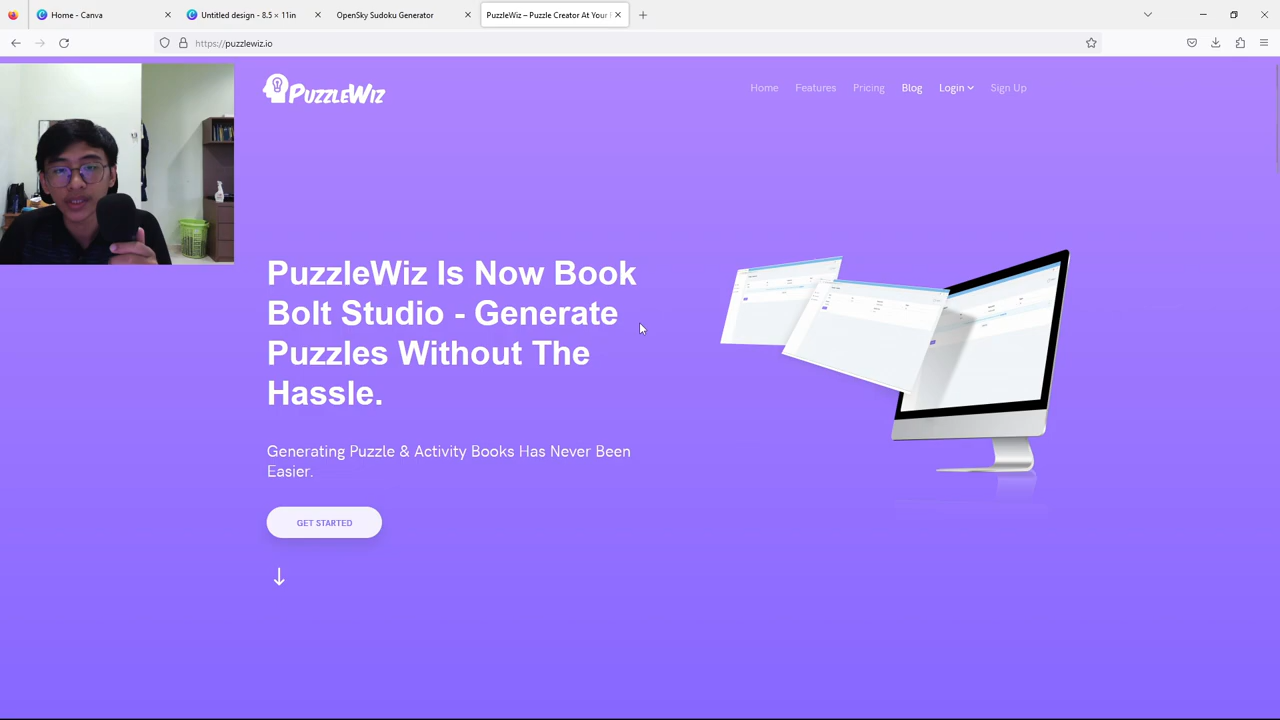 Home - Canva
Untitled design - 8.5 × 11in
OpenSky Sudoku Generator
PuzzleWiz – Puzzle Creator At Your
https://puzzlewiz.io
PUZZLEWIZ
Home
Features
Pricing
Blog
Login
Sign Up
PuzzleWiz Is Now Book
Bolt Studio - Generate
Puzzles Without The
Hassle.
Generating Puzzle & Activity Books Has Never Been
Easier.
GET STARTED